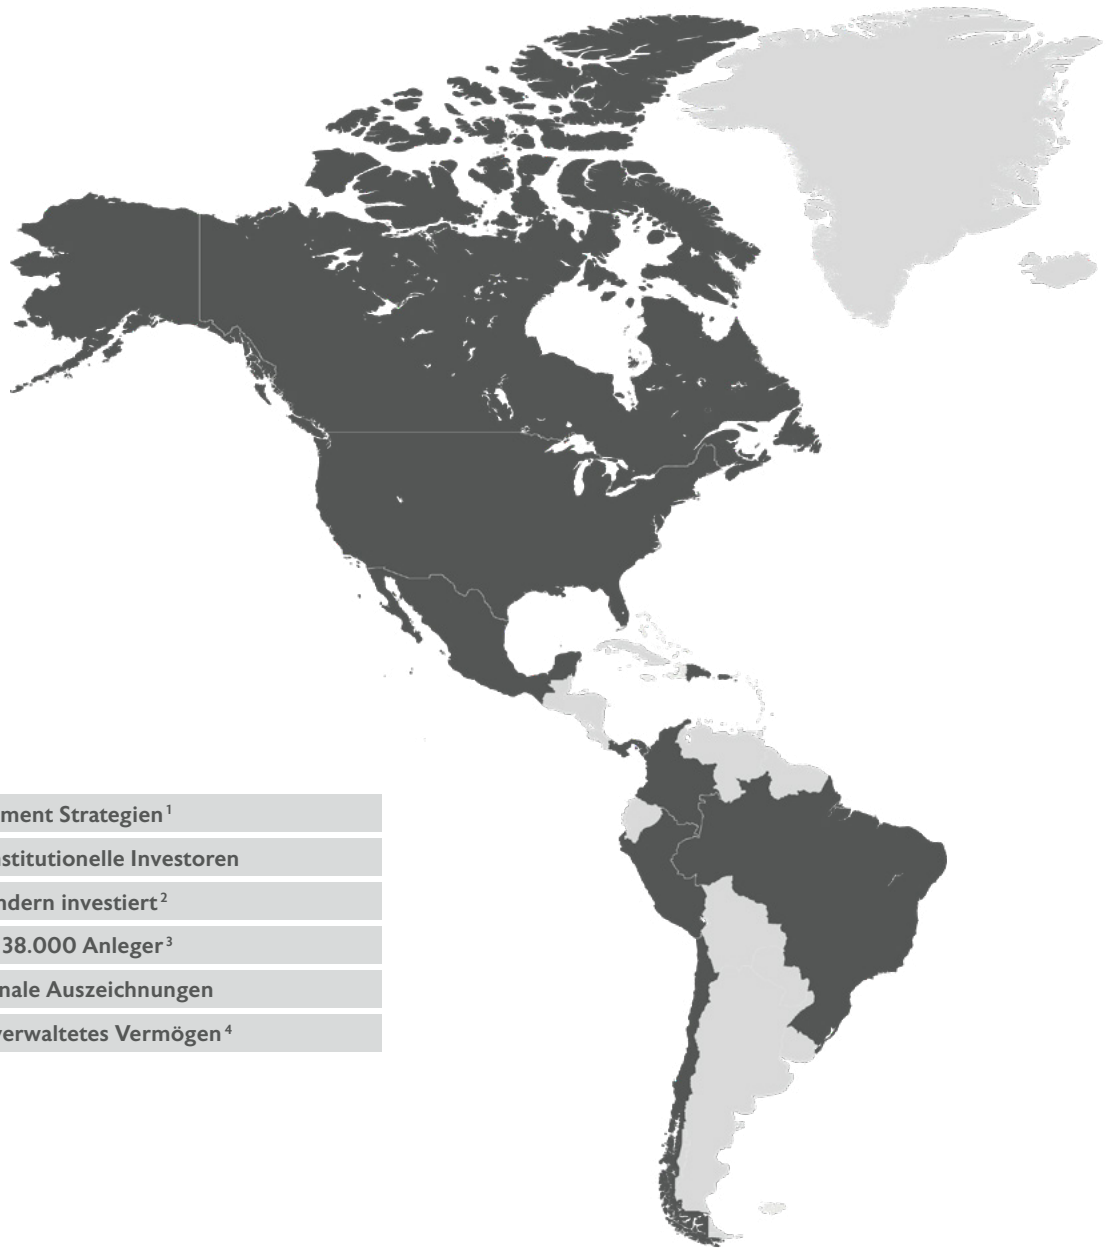 ment Strategien¹
stitutionelle Investoren
ndern investiert²
38.000 Anleger³
nale Auszeichnungen
verwaltetes Vermögen⁴